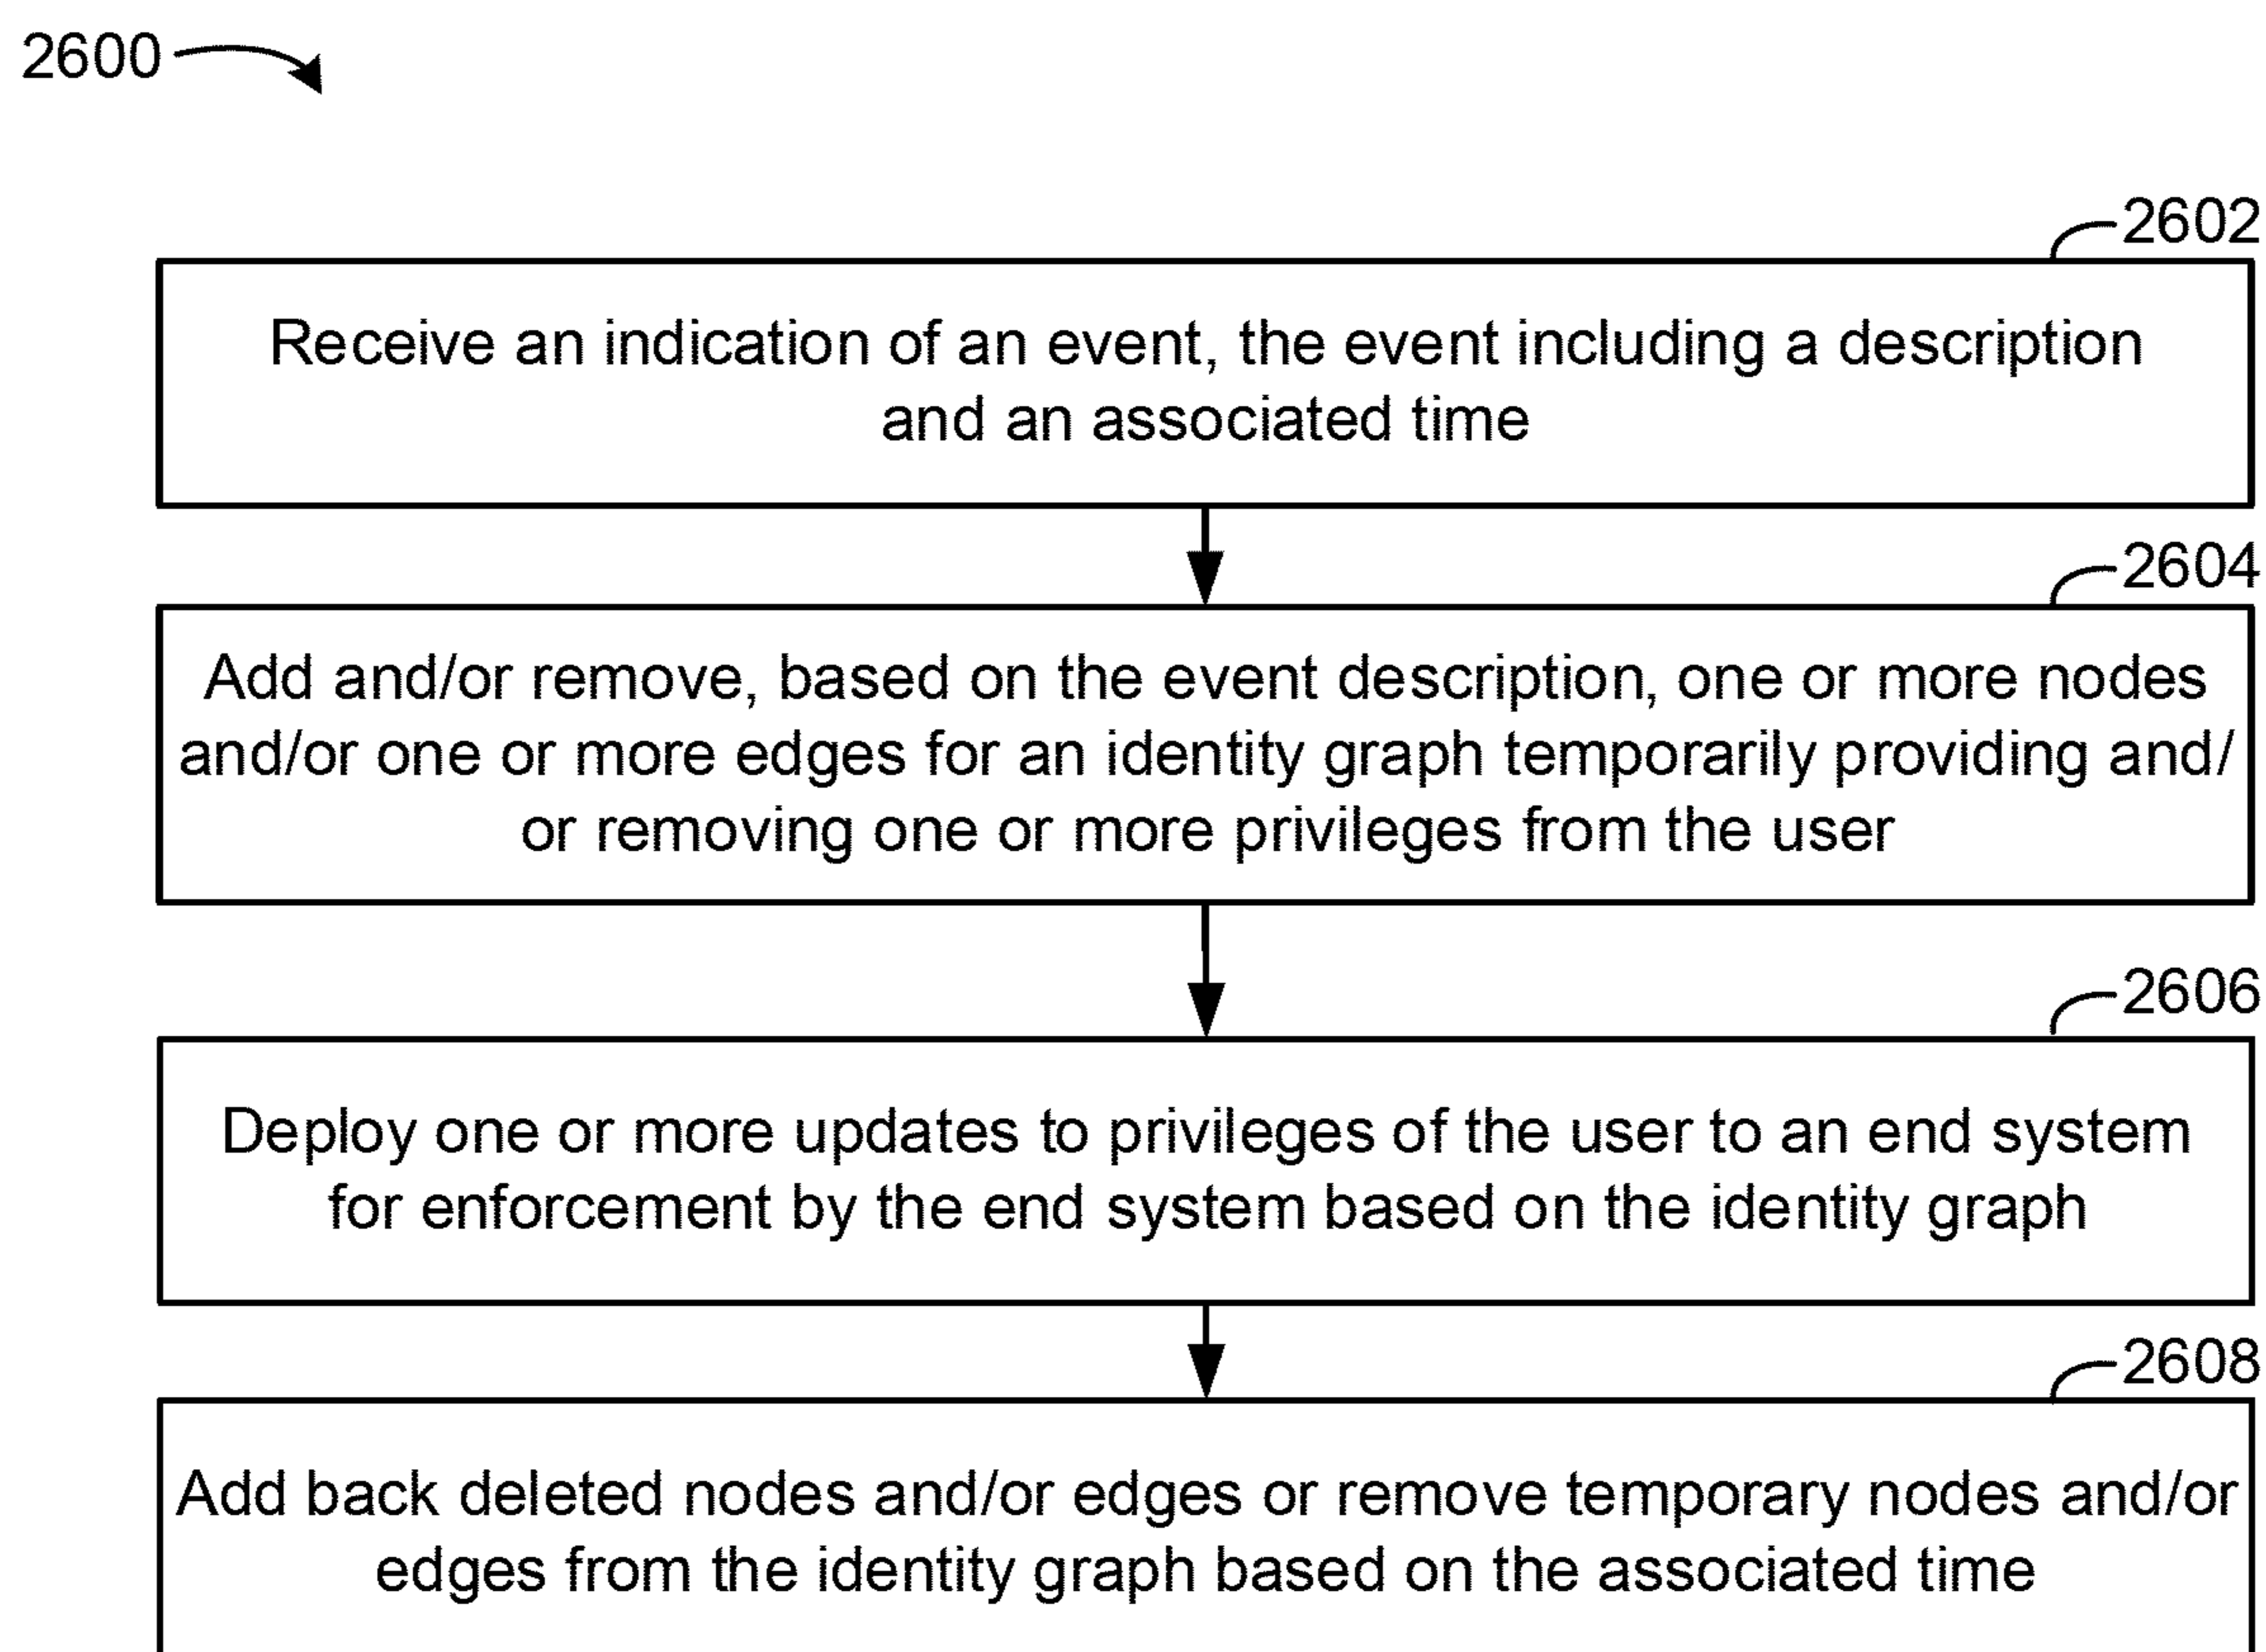 2600
2602
Receive an indication of an event, the event including a description
and an associated time
2604
Add and/or remove, based on the event description, one or more nodes
and/or one or more edges for an identity graph temporarily providing and/
or removing one or more privileges from the user
2606
Deploy one or more updates to privileges of the user to an end system
for enforcement by the end system based on the identity graph
2608
Add back deleted nodes and/or edges or remove temporary nodes and/or
edges from the identity graph based on the associated time